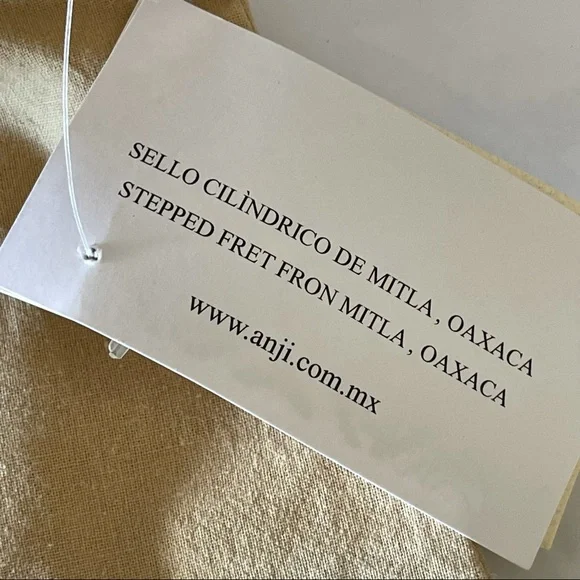 SELLO CILÌNDRICO DE MITLA, OAXACA
STEPPED FRET FRON MITLA, OAXACA
www.anji.com.mx